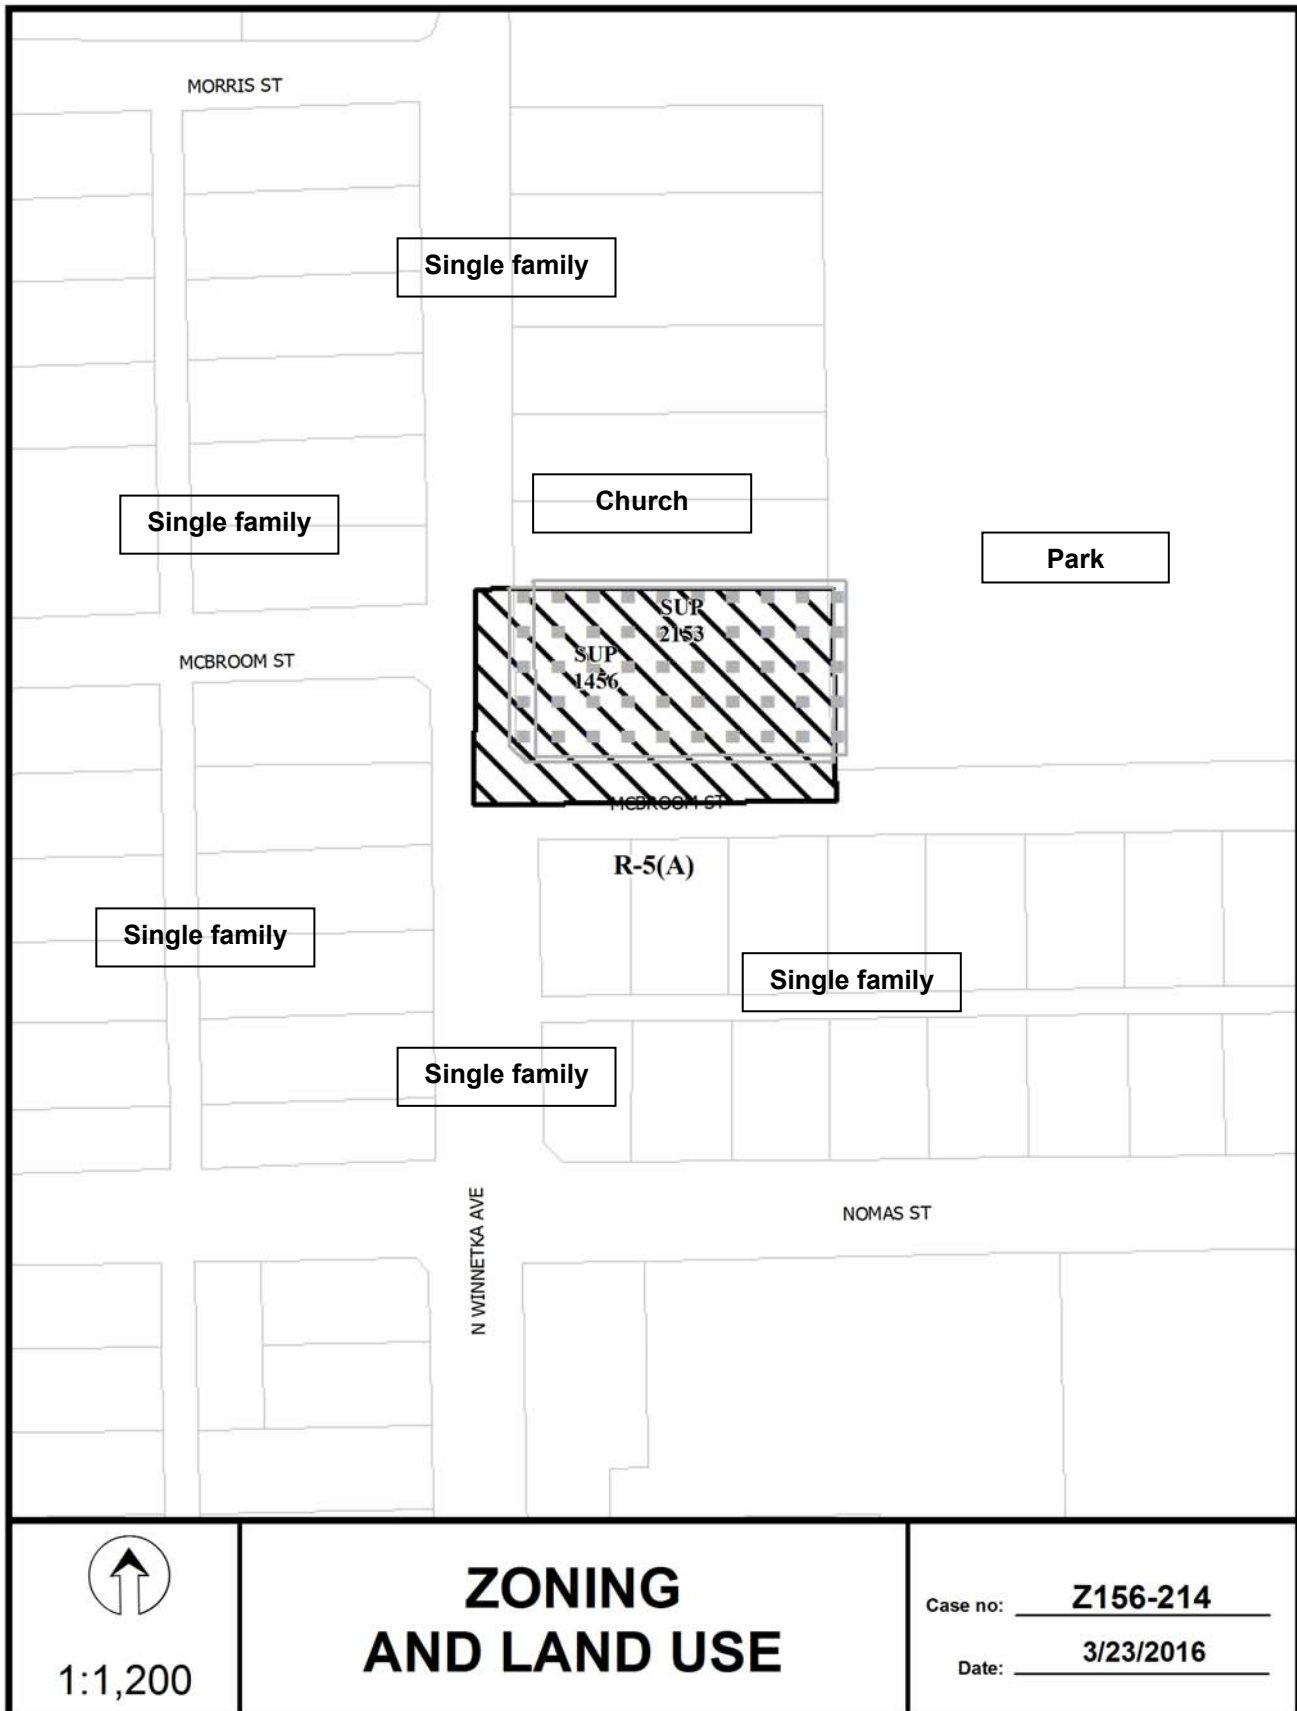 MORRIS ST
Single family
Church
Single family
Park
SUP
2153
SUP
1456
MCBROOM ST
MCBROOM ST
R-5(A)
Single family
Single family
Single family
N WINNETKA AVE
NOMAS ST
1:1,200
ZONING
AND LAND USE
Case no: Z156-214
Date: 3/23/2016